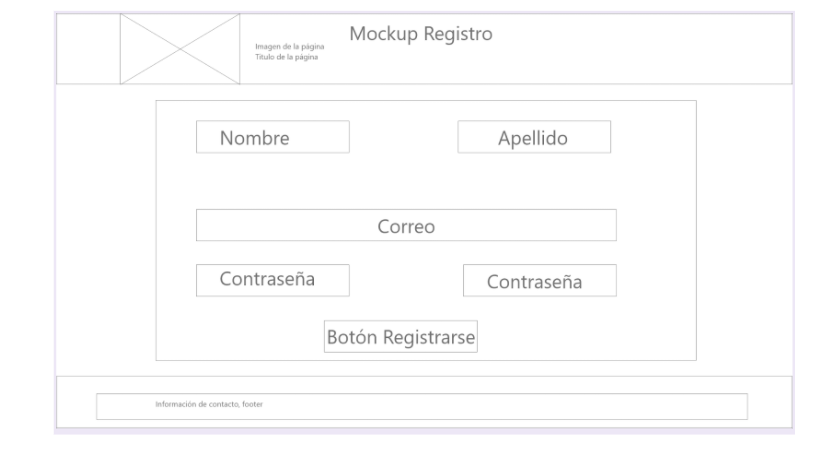 Mockup Registro
Imagen de la página
Titulo de la página
Nombre
Apellido
Correo
Contraseña
Contraseña
Botón Registrarse
Información de contacto, footer